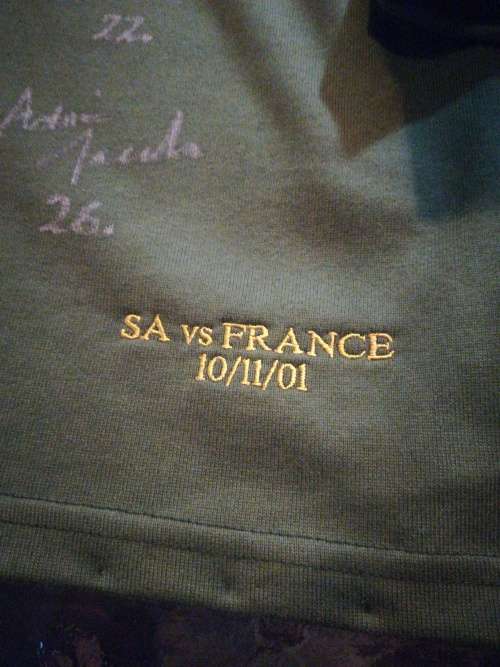 22.
26.
SA vs FRANCE
10/11/01